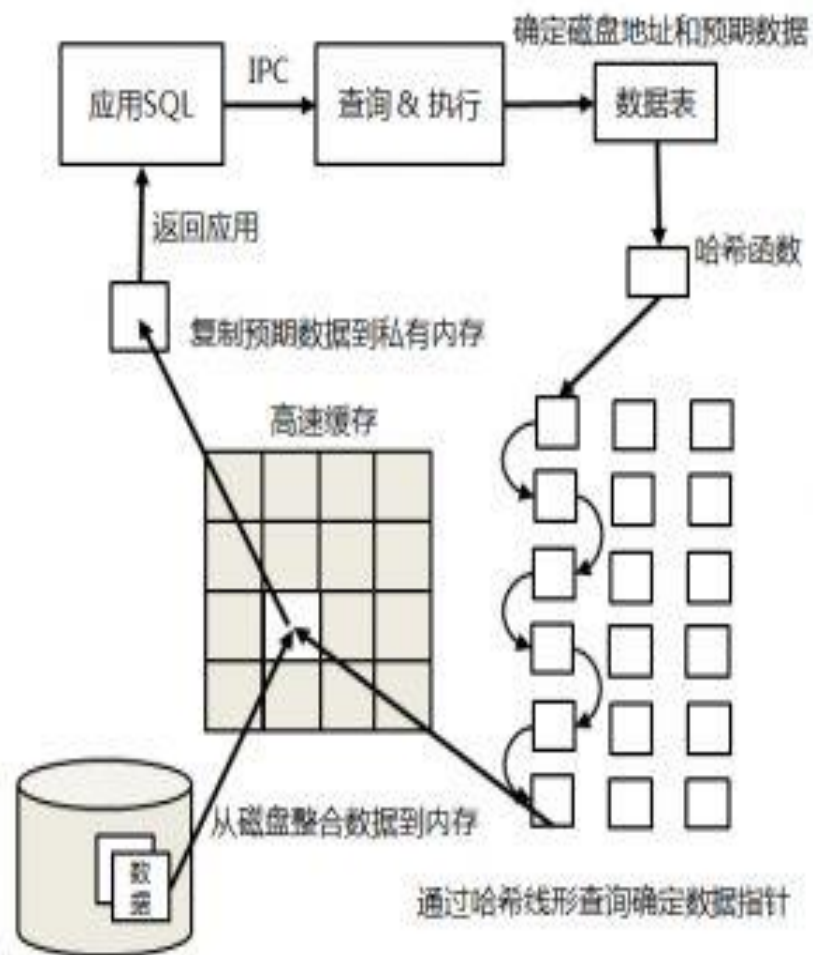 确定磁盘地址和预期数据
IPC
应用SQL
查询 & 执行
数据表
返回应用
哈希函数
复制预期数据到私有内存
高速缓存
从磁盘整合数据到内存
数
据
通过哈希线形查询确定数据指针